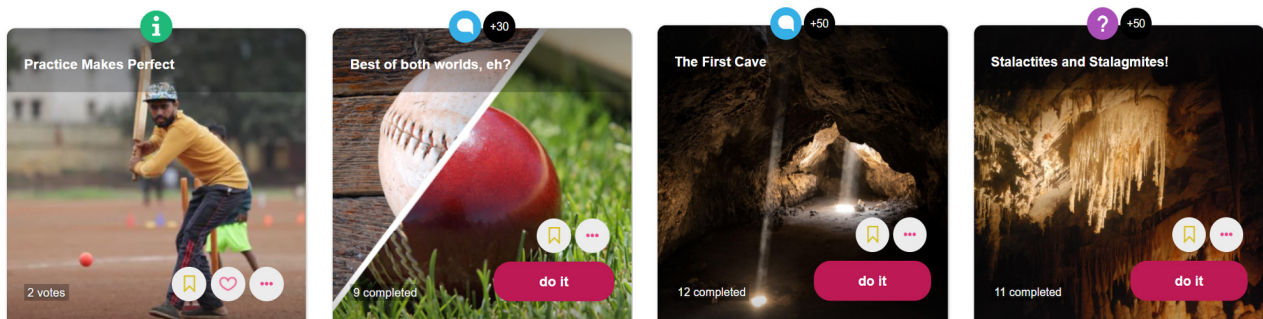 +30
+50
+50
Practice Makes Perfect
Best of both worlds, eh?
The First Cave
Stalactites and Stalagmites!
2 votes
9 completed
do it
12 completed
do it
11 completed
do it